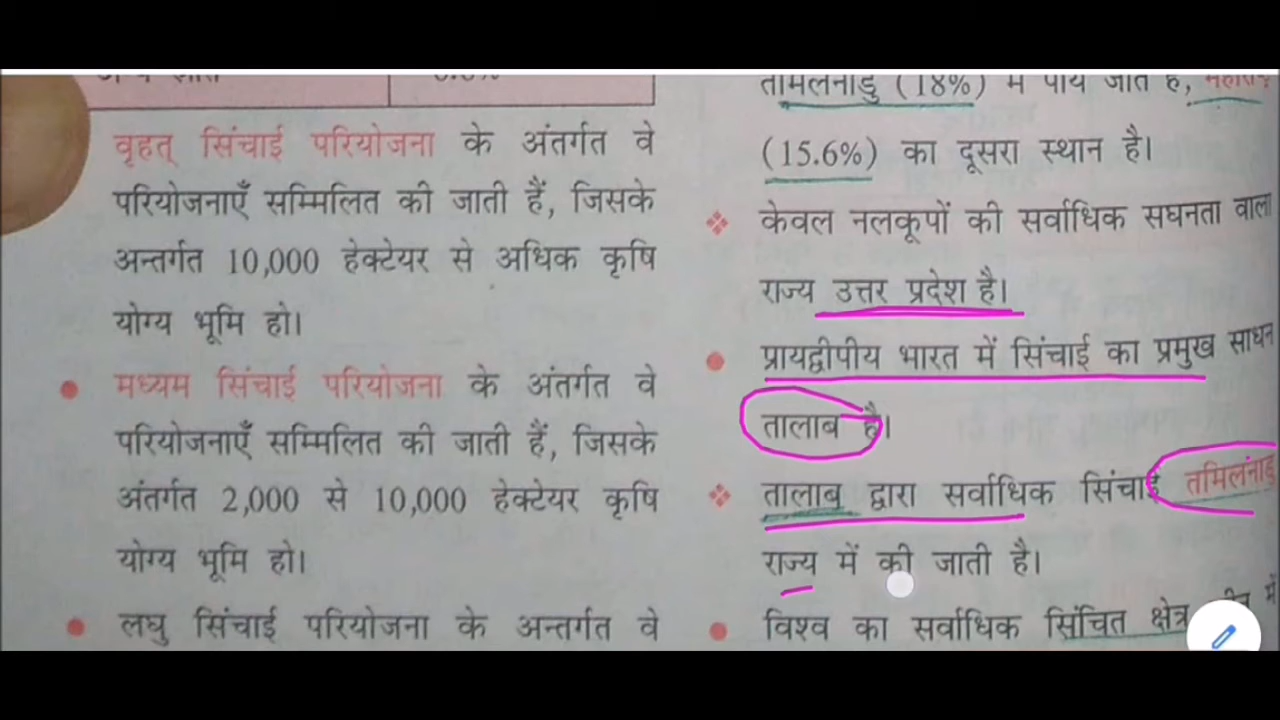 वृहत् सिंचाई परियोजना के अंतर्गत वे
परियोजनाएँ सम्मिलित की जाती हैं, जिसके
अन्तर्गत 10,000 हेक्टेयर से अधिक कृषि
योग्य भूमि हो।
मध्यम सिंचाई परियोजना के अंतर्गत वे
परियोजनाएँ सम्मिलित की जाती हैं, जिसके
अंतर्गत 2,000 से 10,000 हेक्टेयर कृषि
योग्य भूमि हो।
लघु सिंचाई परियोजना के अन्तर्गत वे
तमिलनाडु (18%) में पाये जाते हैं,
(15.6%) का दूसरा स्थान है।
केवल नलकूपों की सर्वाधिक सघनता वाला
राज्य उत्तर प्रदेश है।
प्रायद्वीपीय भारत में सिंचाई का प्रमुख साधन
तालाब है।
तालाब द्वारा सर्वाधिक सिंचाई तमिलनाडु
राज्य में की जाती है।
विश्व का सर्वाधिक सिंचित क्षेत्र